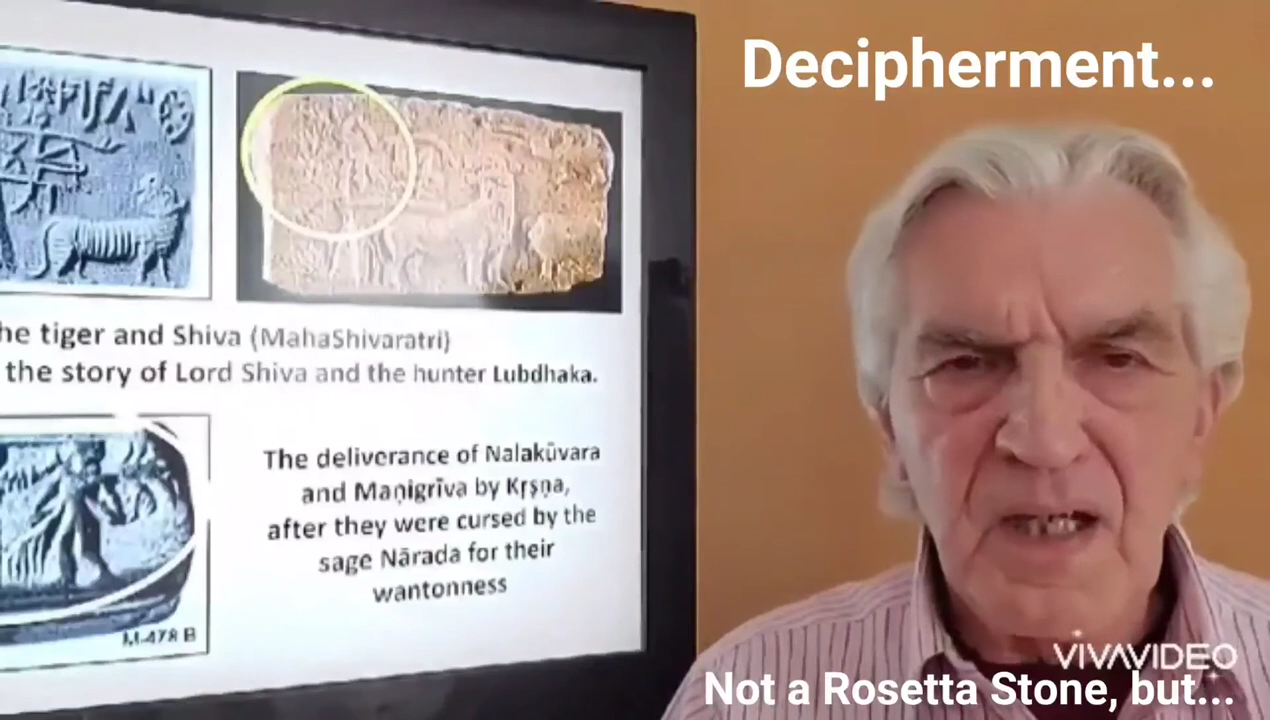 Decipherment...
he tiger and Shiva (MahaShivaratri)
the story of Lord Shiva and the hunter Lubdhaka.
The deliverance of Nalakūvara
and Maṇigrīva by Kṛṣṇa,
after they were cursed by the
sage Nārada for their
wantonness
M-478 B
VIVAVIDEO
Not a Rosetta Stone, but...